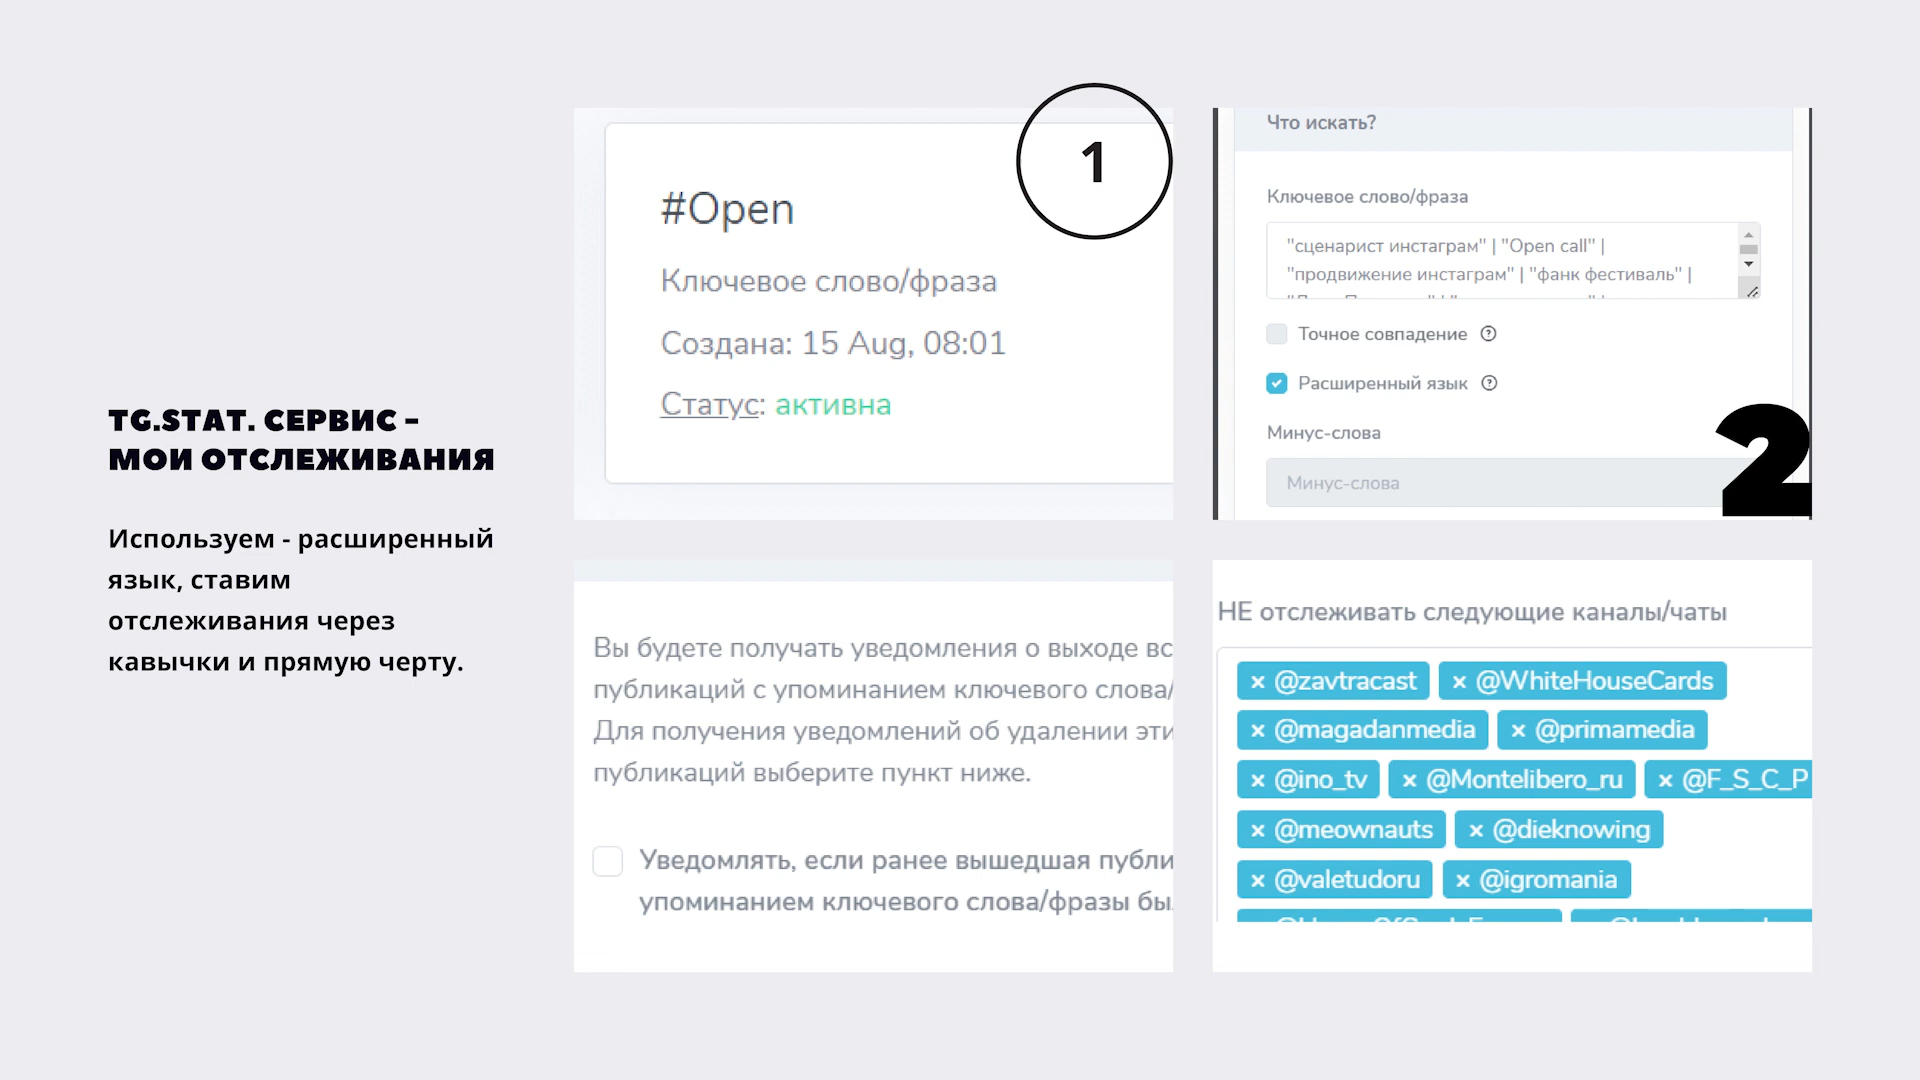 TG.STAT. СЕРВИС –
МОИ ОТСЛЕЖИВАНИЯ
Используем - расширенный
язык, ставим
отслеживания через
кавычки и прямую черту.
1
#Open
Ключевое слово/фраза
Создана: 15 Aug, 08:01
Статус: активна
Что искать?
Ключевое слово/фраза
"сценарист инстаграм" | "Open call" |
"продвижение инстаграм" | "фанк фестиваль" |
Точное совпадение
Расширенный язык
Минус-слова
Минус-слова
2
Вы будете получать уведомления о выходе вс
публикаций с упоминанием ключевого слова/
Для получения уведомлений об удалении эти
публикаций выберите пункт ниже.
Уведомлять, если ранее вышедшая публи
упоминанием ключевого слова/фразы бы
НЕ отслеживать следующие каналы/чаты
× @zavtracast × @WhiteHouseCards
× @magadanmedia × @primamedia
× @ino_tv × @Montelibero_ru × @F_S_C_P
× @meownauts × @dieknowing
× @valetudoru × @igromania